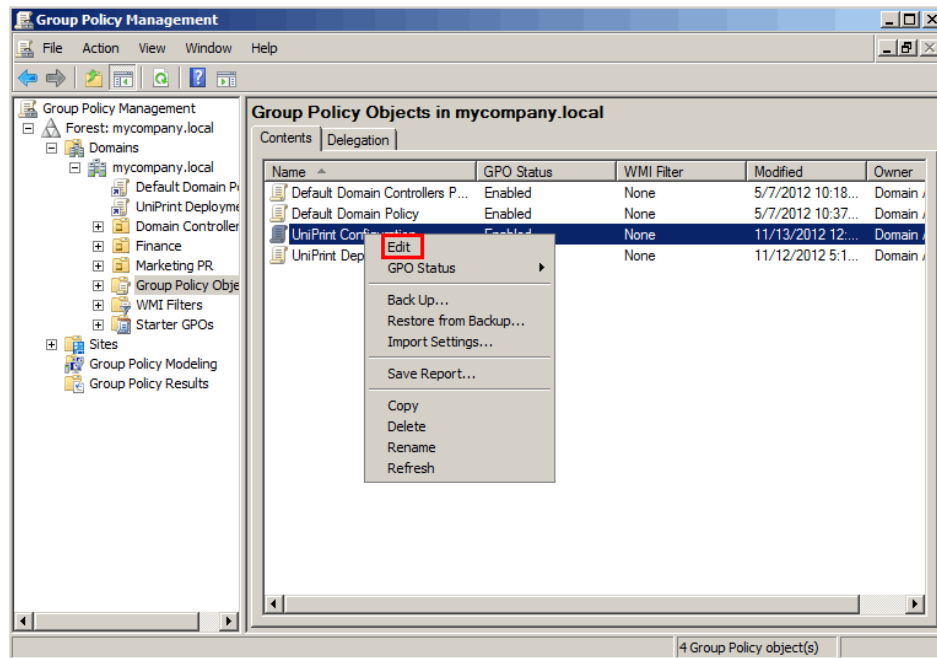 Group Policy Management
File Action View Window Help
Group Policy Management
Forest: mycompany.local
Domains
mycompany.local
Default Domain P
UniPrint Deployme
Domain Controller
Finance
Marketing PR
Group Policy Obje
WMI Filters
Starter GPOs
Sites
Group Policy Modeling
Group Policy Results
Group Policy Objects in mycompany.local
Contents Delegation
Name GPO Status WMI Filter Modified Owner
Default Domain Controllers P... Enabled None 5/7/2012 10:18... Domain
Default Domain Policy Enabled None 5/7/2012 10:37... Domain
UniPrint Configuration Enabled None 11/13/2012 12:... Domain
UniPrint Dep None 11/12/2012 5:1... Domain
Edit
GPO Status
Back Up...
Restore from Backup...
Import Settings...
Save Report...
Copy
Delete
Rename
Refresh
4 Group Policy object(s)